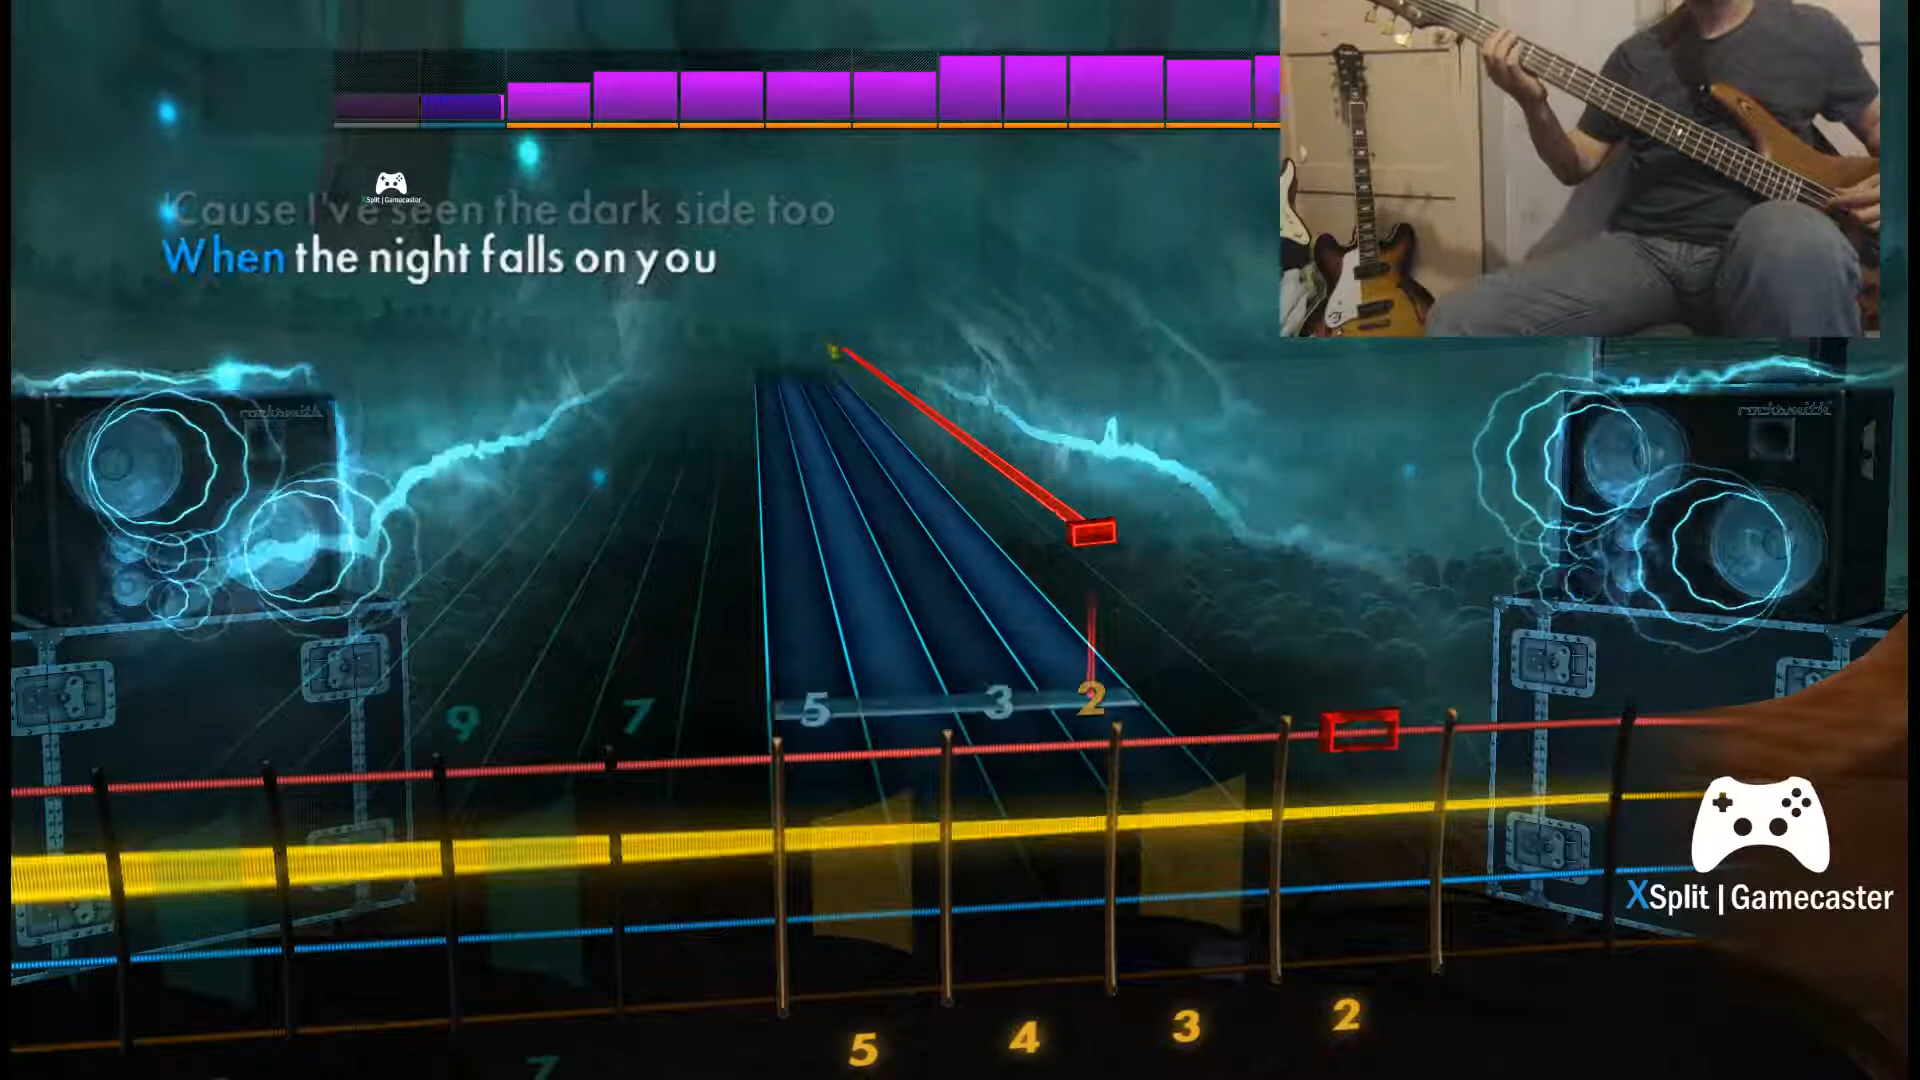 'Cause I've seen the dark side too
XSplit | Gamecaster
When the night falls on you
rocksmith
rocksmith
9
7
5
3
2
XSplit | Gamecaster
7
5
4
3
2